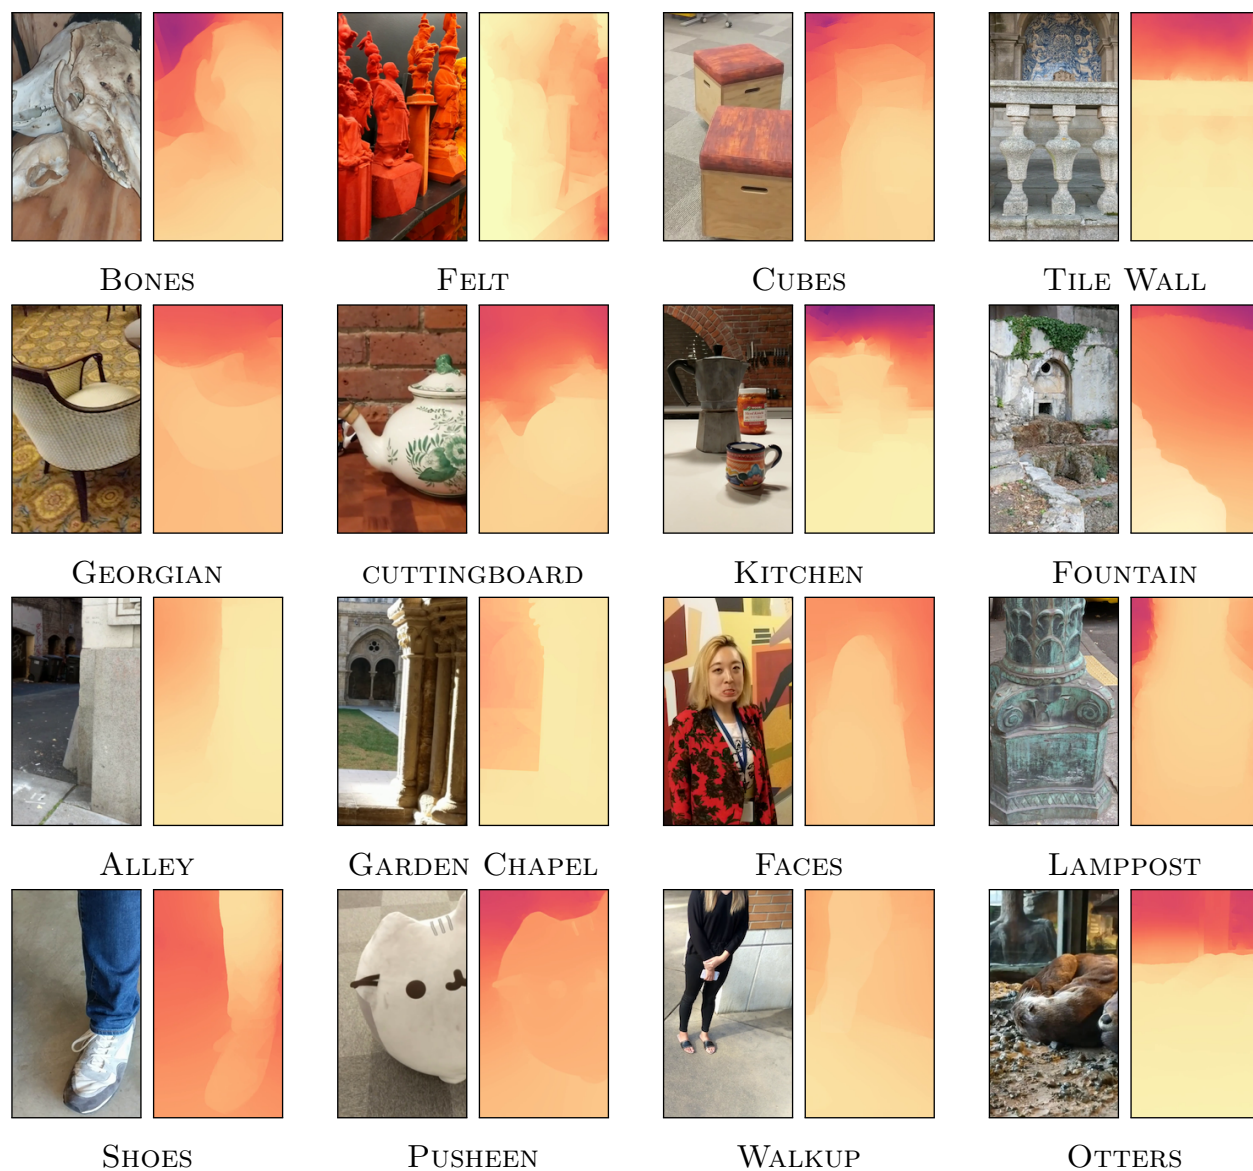 Bones Felt Cubes Tile Wall
Georgian cuttingboard Kitchen Fountain
Alley Garden Chapel Faces Lamppost
Shoes Pusheen Walkup Otters